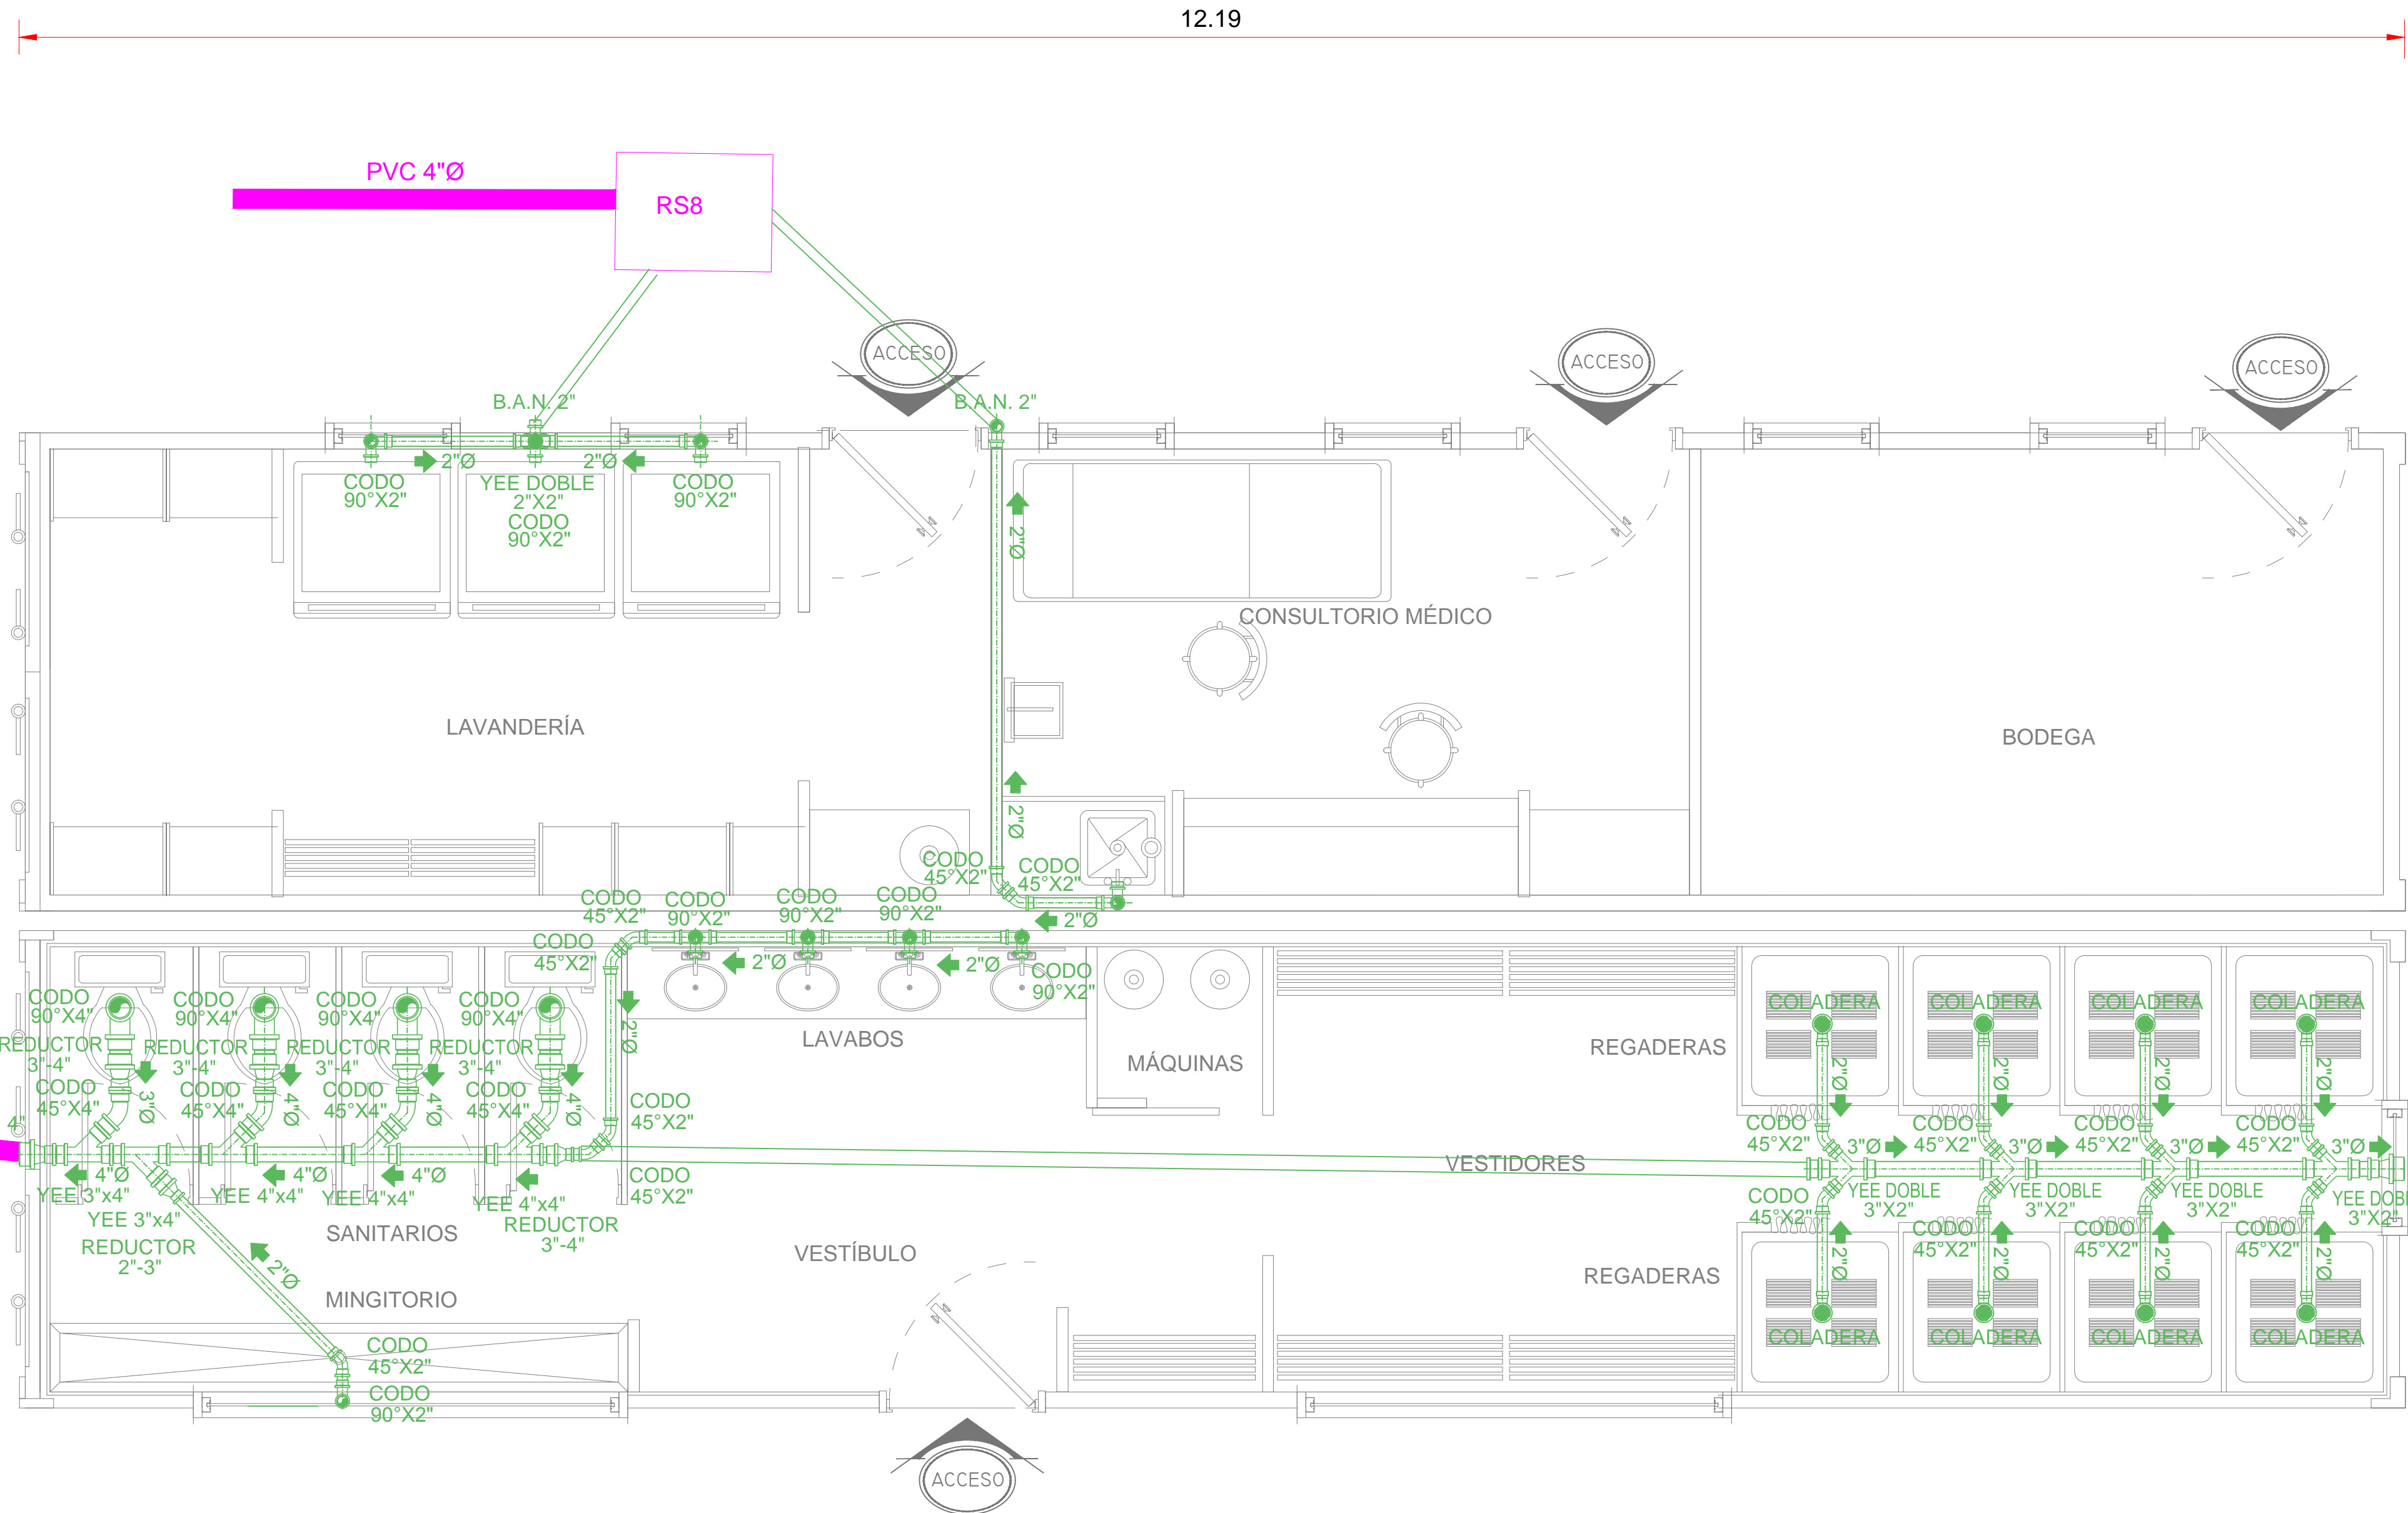 12.19
PVC 4"Ø
RS8
ACCESO
ACCESO
ACCESO
B.A.N. 2"
B.A.N. 2"
2"Ø
2"Ø
CODO
90°X2"
YEE DOBLE
2"X2"
CODO
90°X2"
CODO
90°X2"
2"Ø
CONSULTORIO MÉDICO
LAVANDERÍA
BODEGA
2"Ø
CODO
45°X2"
CODO
45°X2"
CODO
45°X2"
CODO
90°X2"
CODO
90°X2"
CODO
90°X2"
2"Ø
CODO
45°X2"
2"Ø
2"Ø
CODO
90°X2"
CODO
90°X4"
CODO
90°X4"
CODO
90°X4"
CODO
90°X4"
2"Ø
LAVABOS
MÁQUINAS
REGADERAS
COLADERA
COLADERA
COLADERA
COLADERA
REDUCTOR
3"-4"
REDUCTOR
3"-4"
REDUCTOR
3"-4"
REDUCTOR
3"-4"
CODO
45°X4"
CODO
45°X4"
CODO
45°X4"
CODO
45°X4"
3"Ø
4"Ø
4"Ø
4"Ø
CODO
45°X2"
2"Ø
2"Ø
2"Ø
2"Ø
4"
CODO
45°X2"
CODO
45°X2"
CODO
45°X2"
CODO
45°X2"
3"Ø
3"Ø
3"Ø
3"Ø
4"Ø
4"Ø
4"Ø
YEE 3"x4"
YEE 4"x4"
YEE 4"x4"
YEE 4"x4"
CODO
45°X2"
VESTIDORES
CODO
45°X2"
YEE DOBLE
3"X2"
YEE DOBLE
3"X2"
YEE DOBLE
3"X2"
YEE DOBL
3"X2"
YEE 3"x4"
REDUCTOR
2"-3"
SANITARIOS
REDUCTOR
3"-4"
2"Ø
VESTÍBULO
CODO
45°X2"
CODO
45°X2"
CODO
45°X2"
2"Ø
2"Ø
2"Ø
2"Ø
REGADERAS
MINGITORIO
CODO
45°X2"
CODO
90°X2"
COLADERA
COLADERA
COLADERA
COLADERA
ACCESO